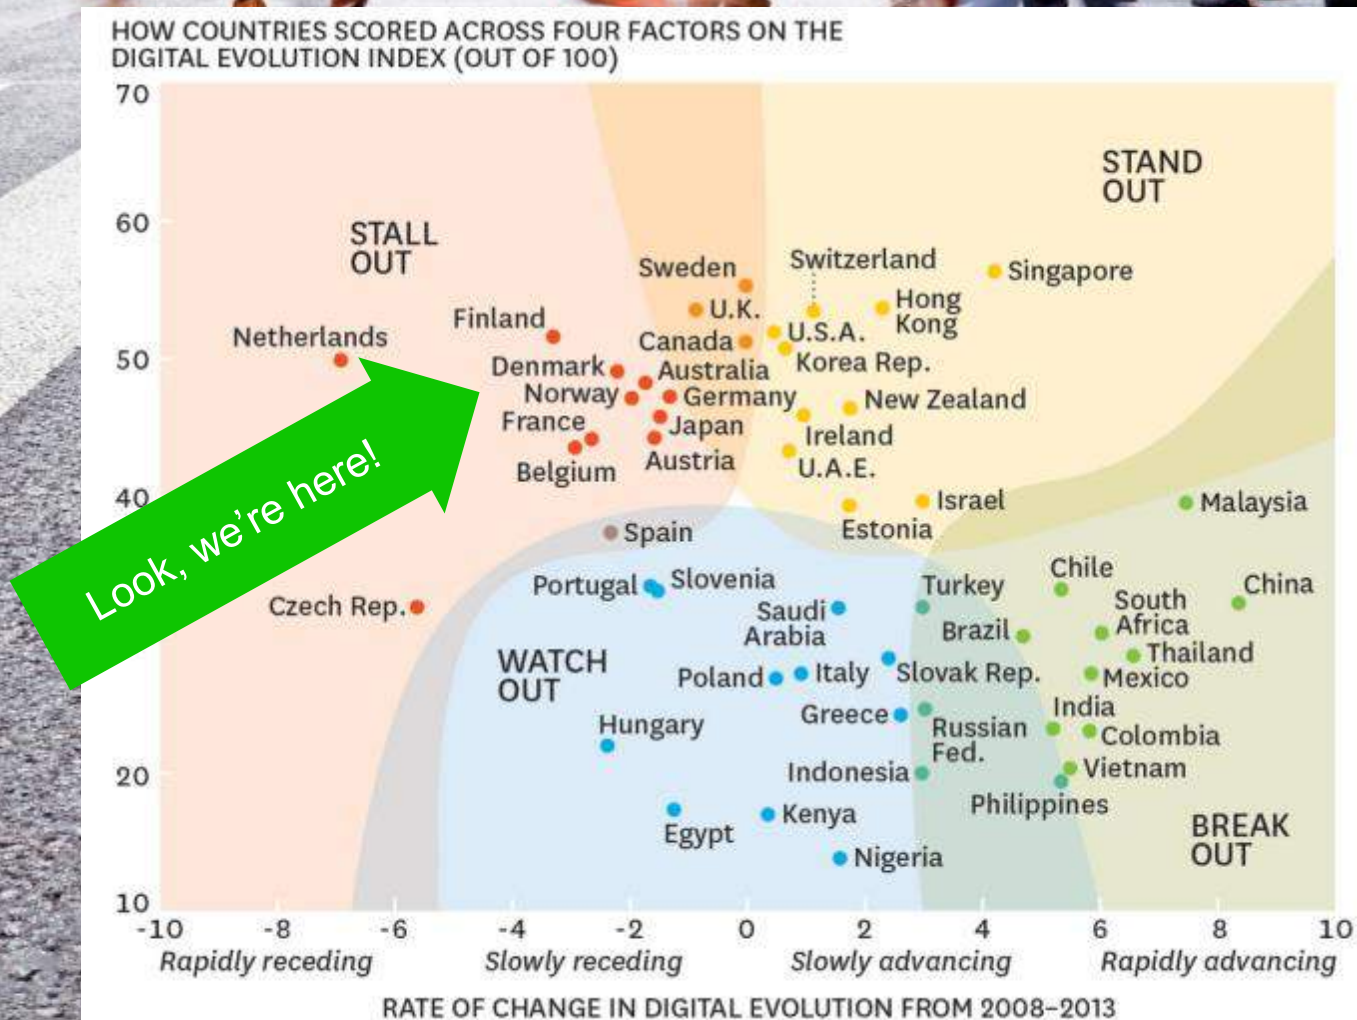 HOW COUNTRIES SCORED ACROSS FOUR FACTORS ON THE
DIGITAL EVOLUTION INDEX (OUT OF 100)
70
60
50
40
20
10
STAND
OUT
STALL
OUT
Sweden
Switzerland
Singapore
U.K.
Hong
Kong
Finland
Netherlands
Canada
U.S.A.
Korea Rep.
Denmark
Australia
Norway
Germany
New Zealand
France
Japan
Ireland
Belgium
Austria
U.A.E.
Look, we're here!
Israel
Malaysia
Estonia
Spain
Portugal
Slovenia
Turkey
Chile
China
Czech Rep.
Saudi
Arabia
South
Africa
Brazil
Thailand
WATCH
OUT
Poland
Italy
Slovak Rep.
Mexico
Hungary
Greece
Russian
Fed.
India
Colombia
Indonesia
Vietnam
Philippines
Egypt
Kenya
Nigeria
BREAK
OUT
-10 -8 -6 -4 -2 0 2 4 6 8 10
Rapidly receding Slowly receding Slowly advancing Rapidly advancing
RATE OF CHANGE IN DIGITAL EVOLUTION FROM 2008–2013